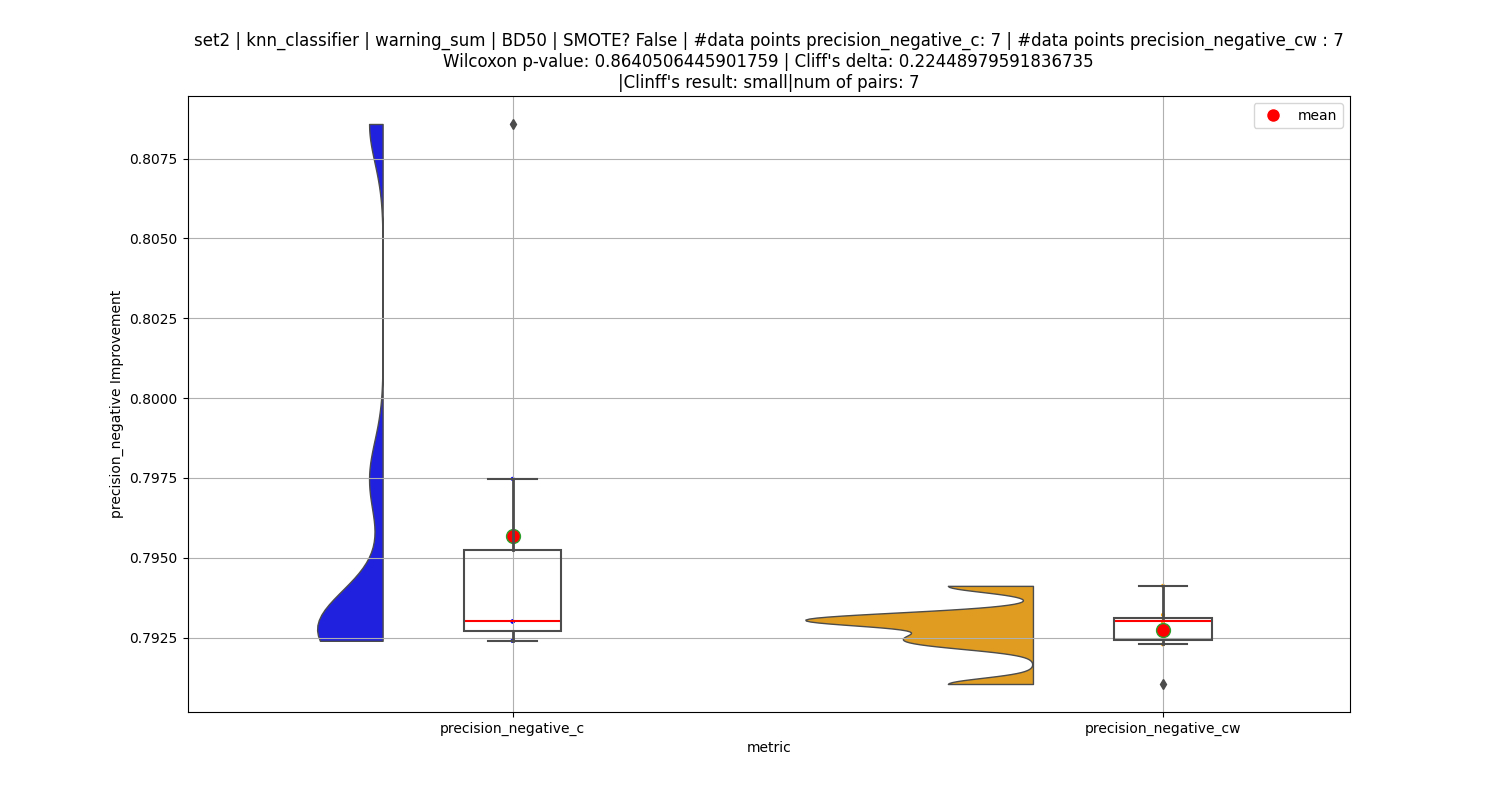 set2 | knn_classifier | warning_sum | BD50 | SMOTE? False | #data points precision_negative_c: 7 | #data points precision_negative_cw : 7
Wilcoxon p-value: 0.8640506445901759 | Cliff's delta: 0.22448979591836735
|Clinff's result: small|num of pairs: 7
mean
0.8075
0.8050
0.8025
0.8000
0.7975
0.7950
0.7925
precision_negative Improvement
precision_negative_c
precision_negative_cw
metric